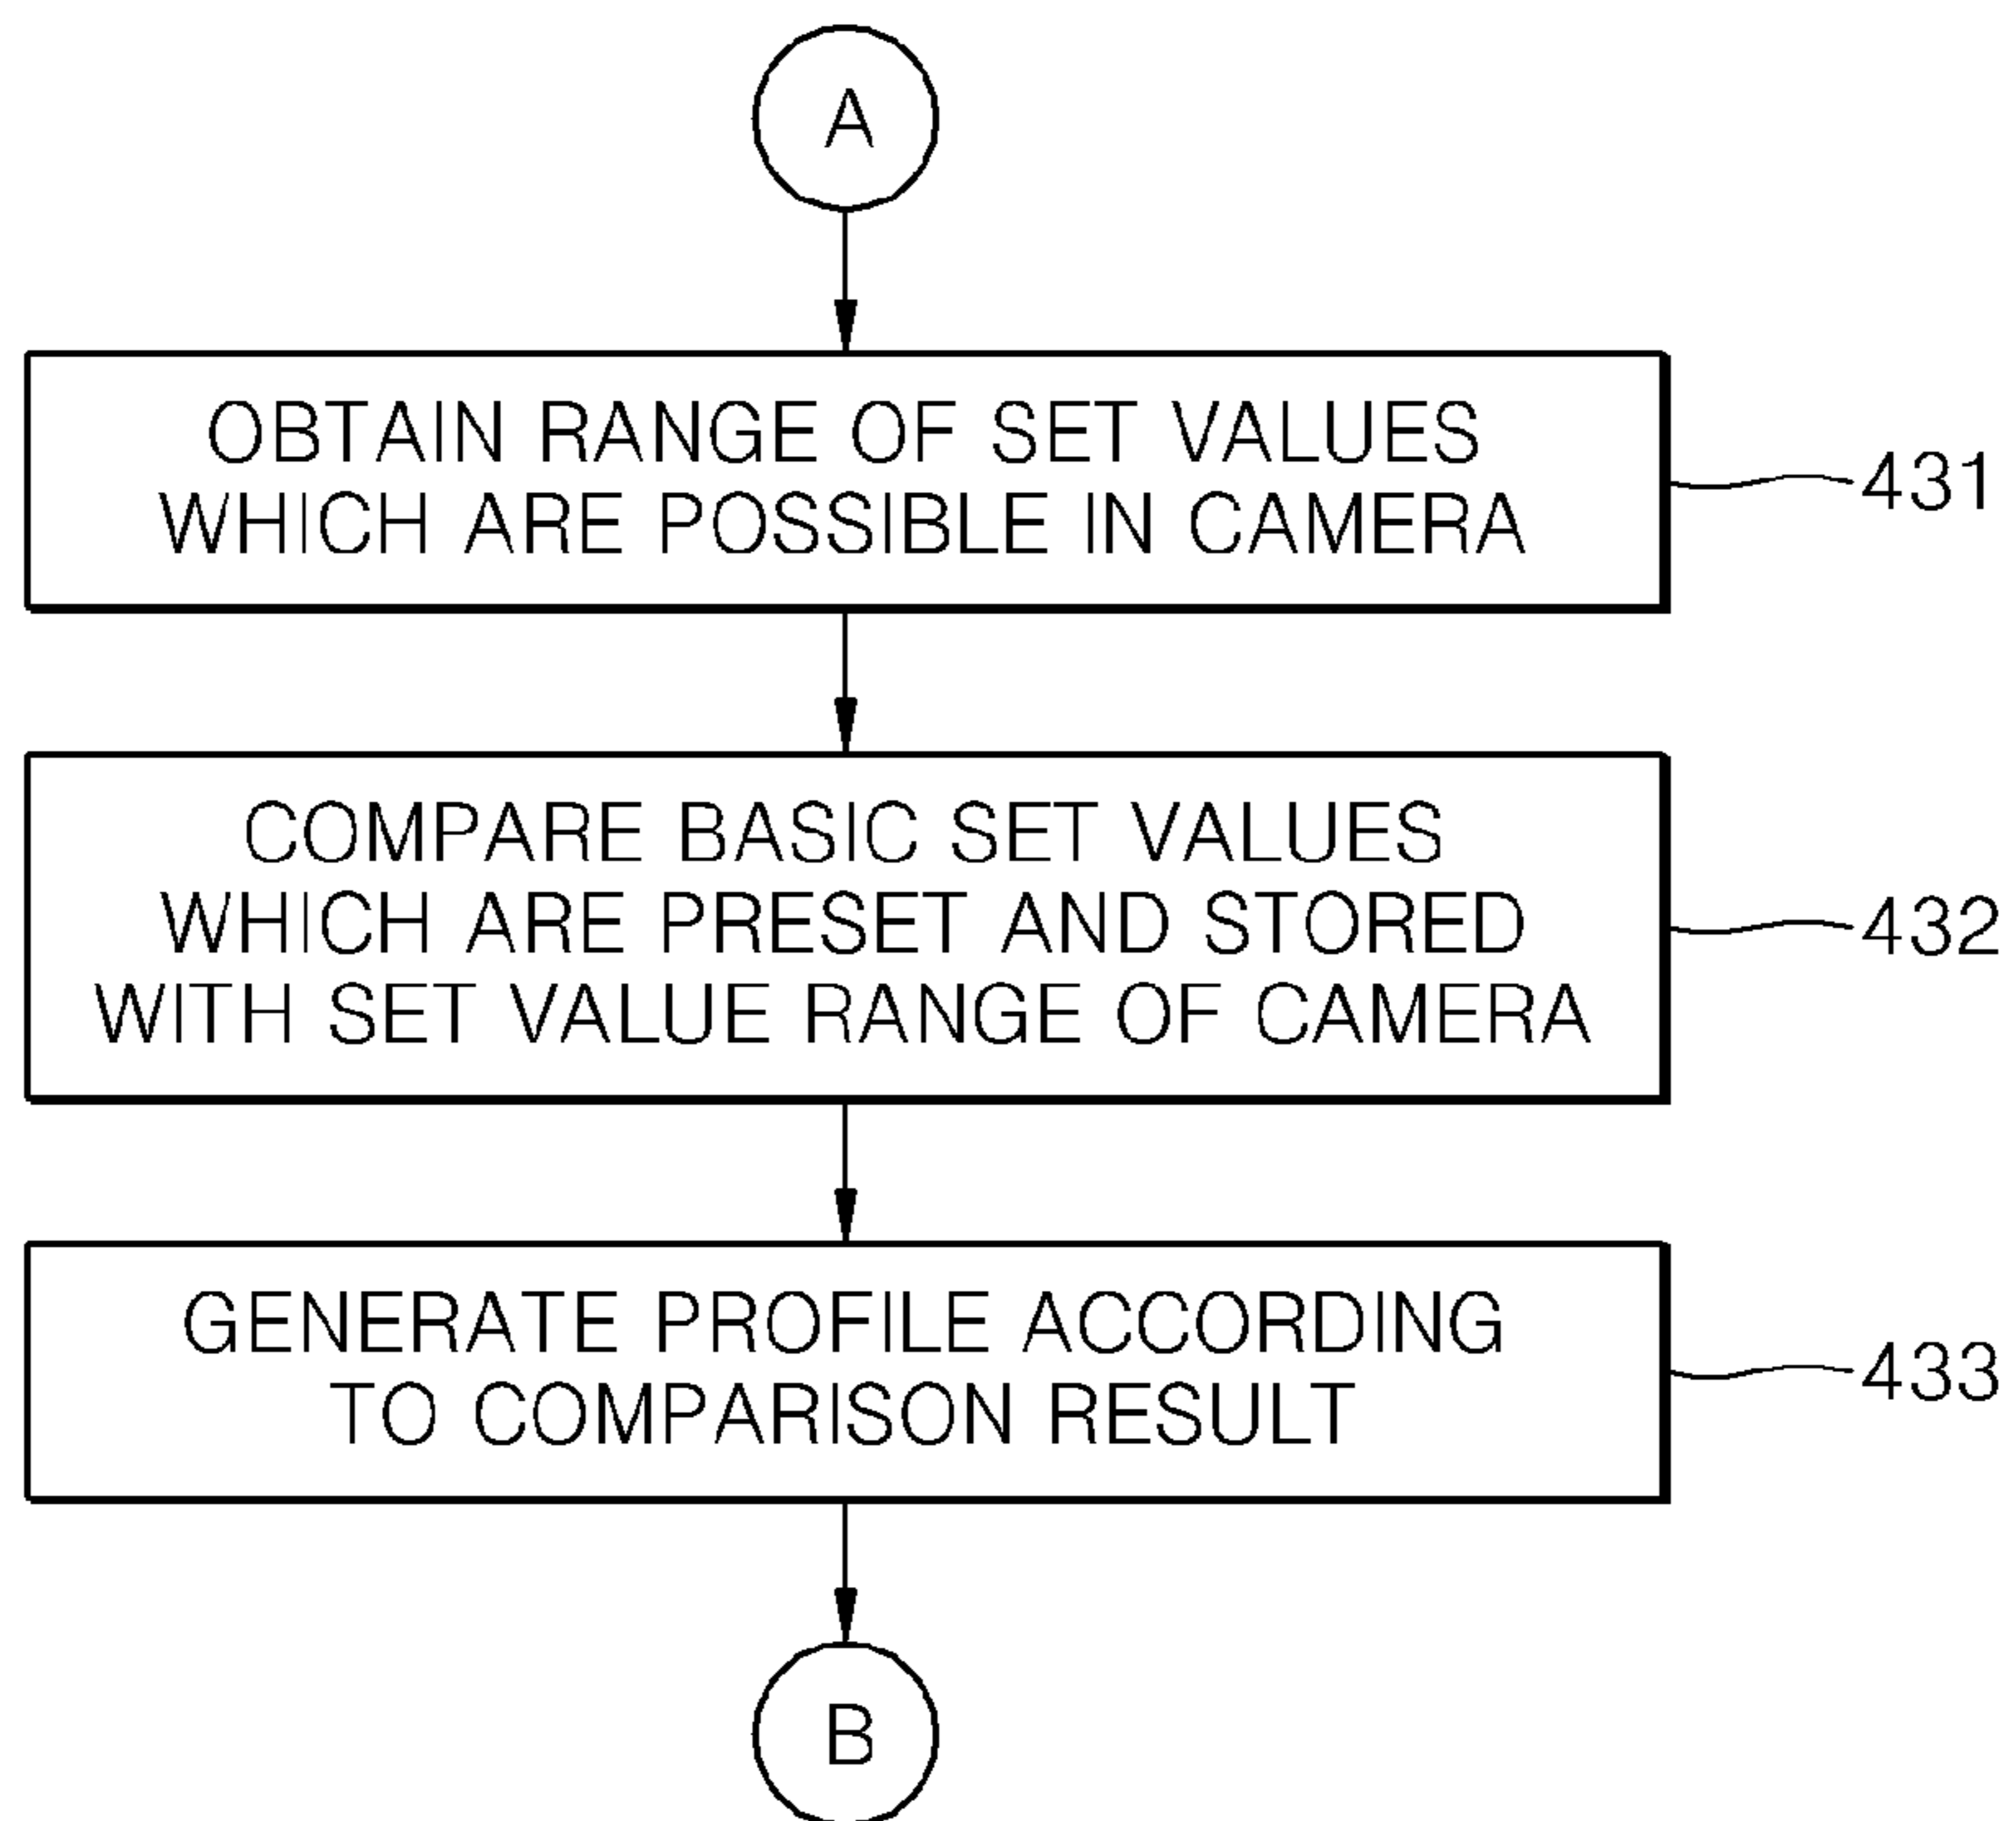 A
OBTAIN RANGE OF SET VALUES
WHICH ARE POSSIBLE IN CAMERA
431
COMPARE BASIC SET VALUES
WHICH ARE PRESET AND STORED
WITH SET VALUE RANGE OF CAMERA
432
GENERATE PROFILE ACCORDING
TO COMPARISON RESULT
433
B